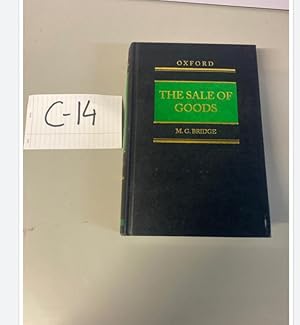 C-14
OXFORD
THE SALE OF
GOODS
M. G. BRIDGE